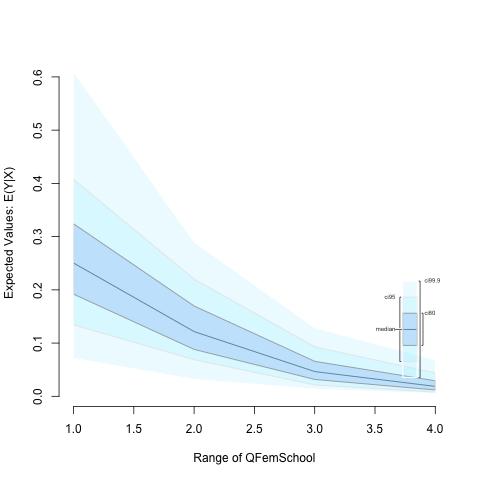 0.6
0.5
0.4
0.3
0.2
0.1
0.0
Expected Values: E(Y|X)
ci99.9
ci95
ci80
median
1.0 1.5 2.0 2.5 3.0 3.5 4.0
Range of QFemSchool